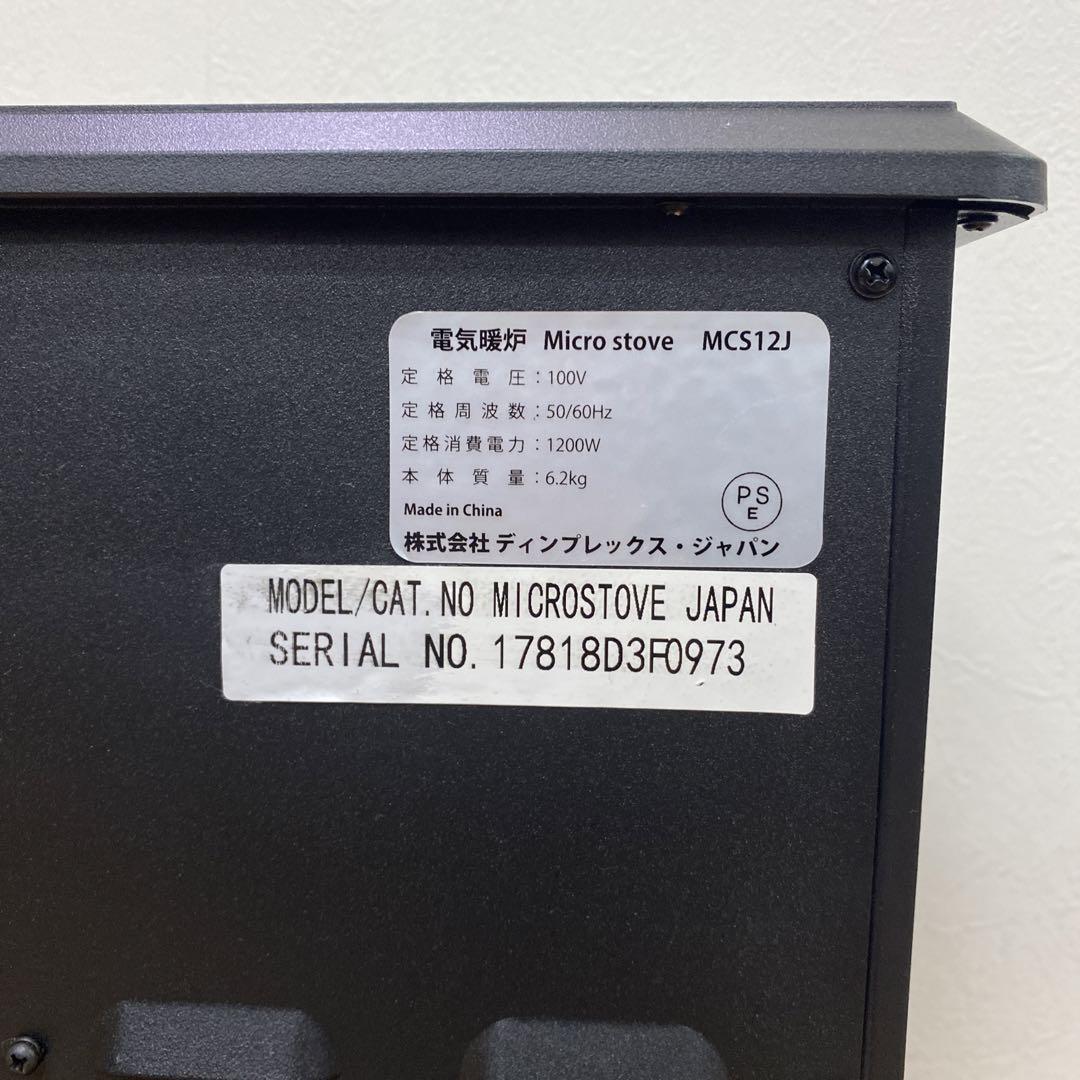 電気暖炉 Micro stove MCS12J
定格電圧:100V
定格周波数:50/60Hz
定格消費電力:1200W
本体質量:6.2kg
Made in China
PS
E
株式会社 ディンプレックス・ジャパン
MODEL/CAT.NO MICROSTOVE JAPAN
SERIAL NO.17818D3F0973